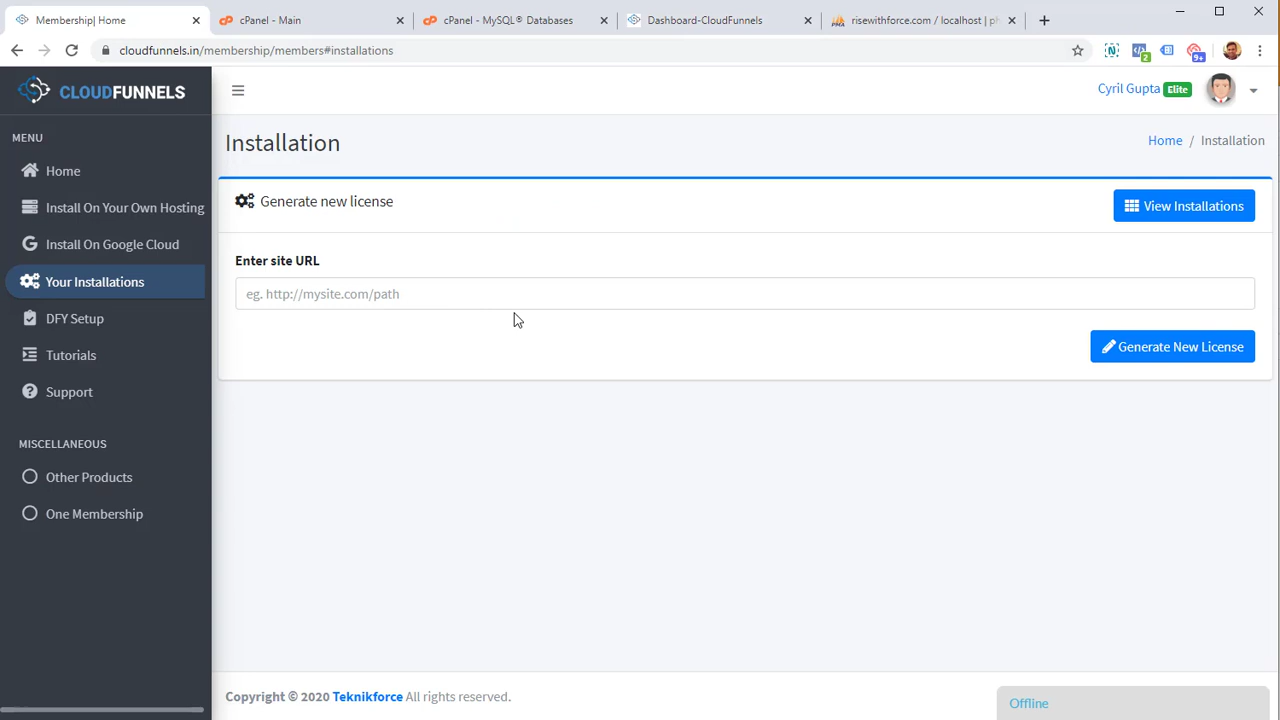 Membership| Home
cPanel - Main
cPanel - MySQL® Databases
Dashboard-CloudFunnels
risewithforce.com / localhost | ph
cloudfunnels.in/membership/members#installations
2
9+
CLOUDFUNNELS
Cyril Gupta Elite
MENU
Home
Install On Your Own Hosting
Install On Google Cloud
Your Installations
DFY Setup
Tutorials
Support
MISCELLANEOUS
Other Products
One Membership
Installation
Home / Installation
Generate new license
View Installations
Enter site URL
eg. http://mysite.com/path
Generate New License
Copyright © 2020 Teknikforce All rights reserved.
Offline